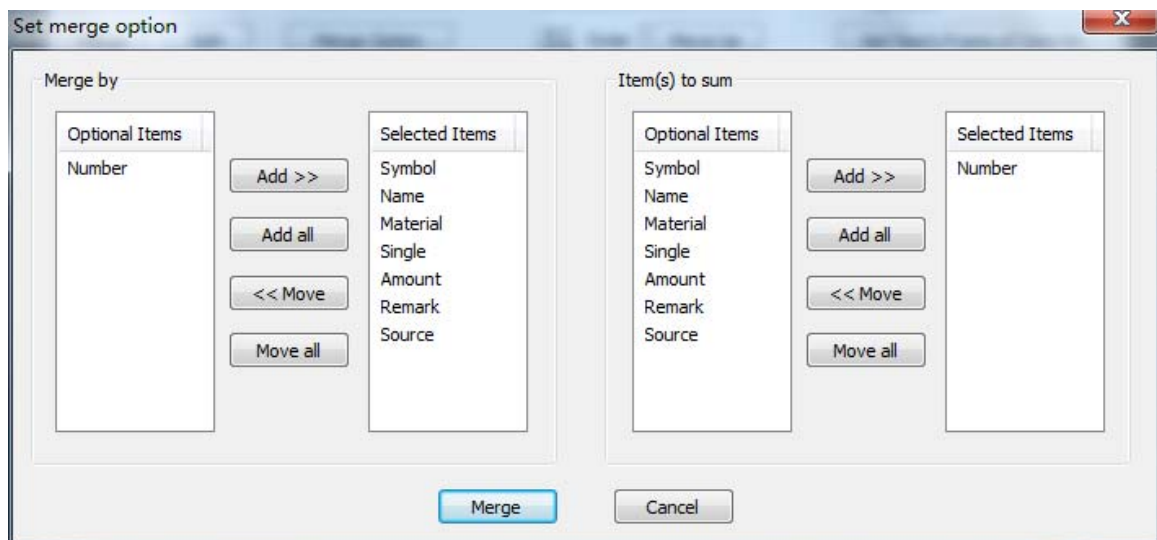 Set merge option
Merge by
Optional Items
Number
Add >>
Add all
<< Move
Move all
Selected Items
Symbol
Name
Material
Single
Amount
Remark
Source
Item(s) to sum
Optional Items
Symbol
Name
Material
Single
Amount
Remark
Source
Add >>
Add all
<< Move
Move all
Selected Items
Number
Merge
Cancel